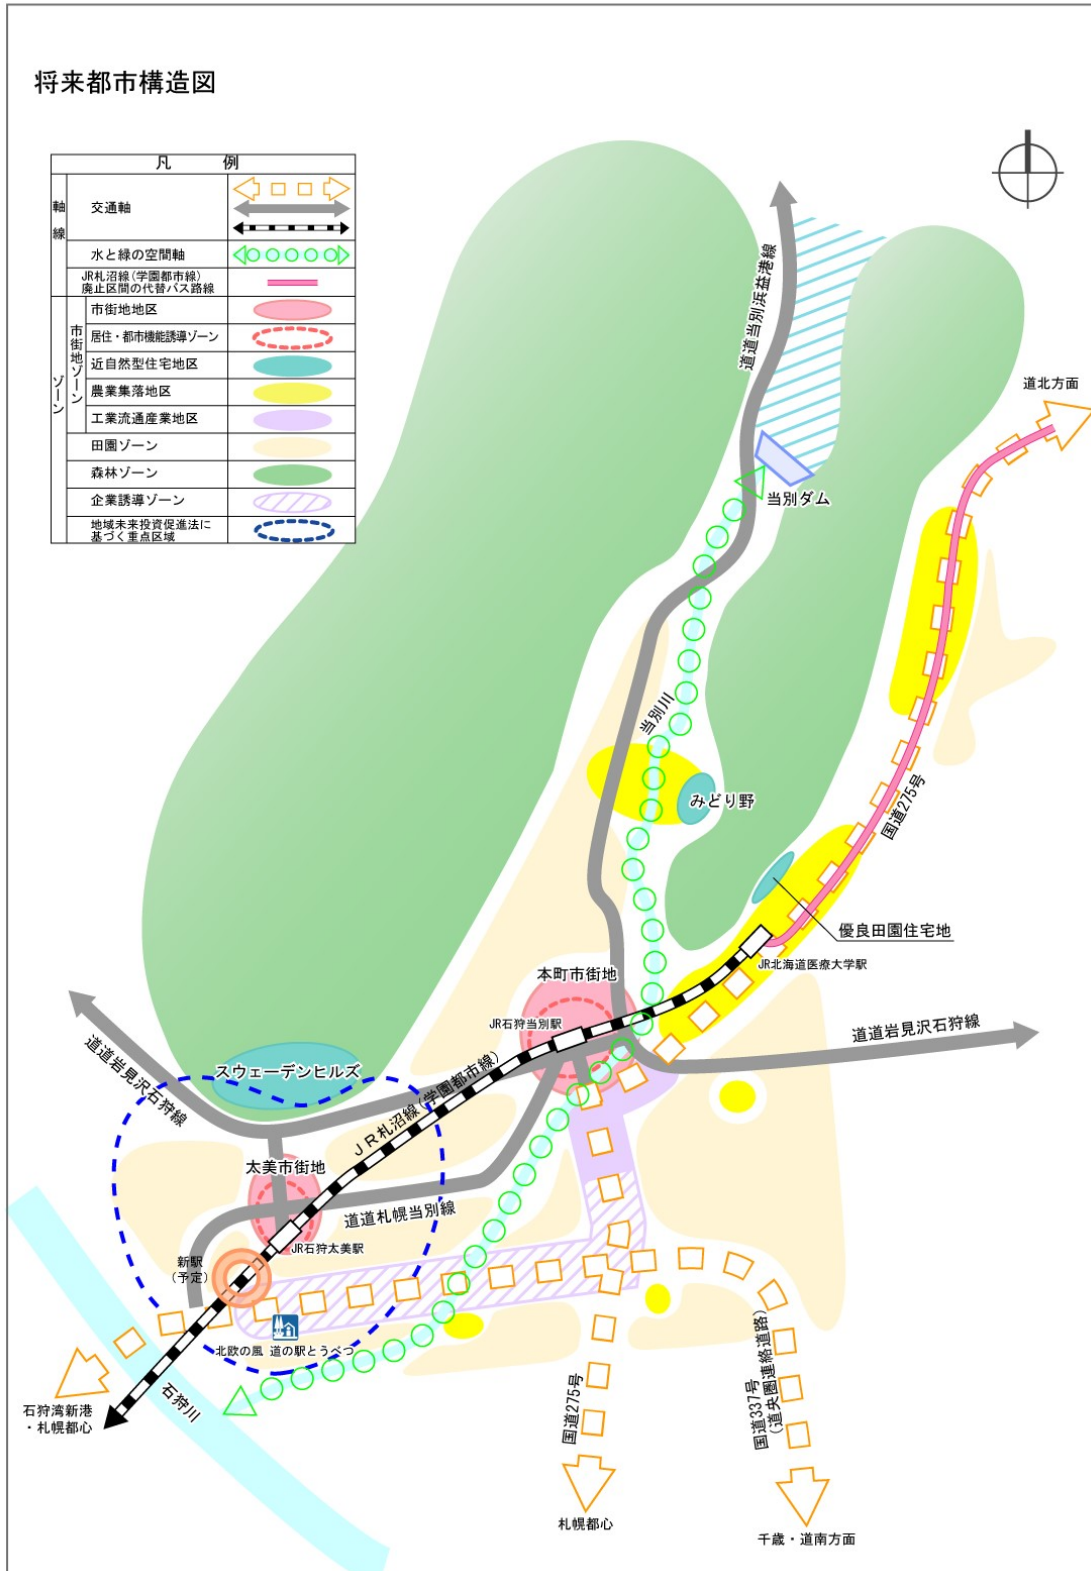 将来都市構造図
凡 例
軸線
交通軸
水と緑の空間軸
JR札沼線(学園都市線)
廃止区間の代替バス路線
ゾーン
市街地ゾーン
市街地地区
居住・都市機能誘導ゾーン
近自然型住宅地区
農業集落地区
工業流通産業地区
田園ゾーン
森林ゾーン
企業誘導ゾーン
地域未来投資促進法に
基づく重点区域
道道当別浜益港線
道北方面
当別ダム
当別川
みどり野
国道275号
優良田園住宅地
JR北海道医療大学駅
本町市街地
JR石狩当別駅
道道岩見沢石狩線
道道岩見沢石狩線
スウェーデンヒルズ
JR札沼線(学園都市線)
太美市街地
道道札幌当別線
JR石狩太美駅
新駅
(予定)
北欧の風 道の駅とうべつ
石狩川
石狩湾新港
・札幌都心
国道275号
国道337号
(道央圏連絡道路)
札幌都心
千歳・道南方面